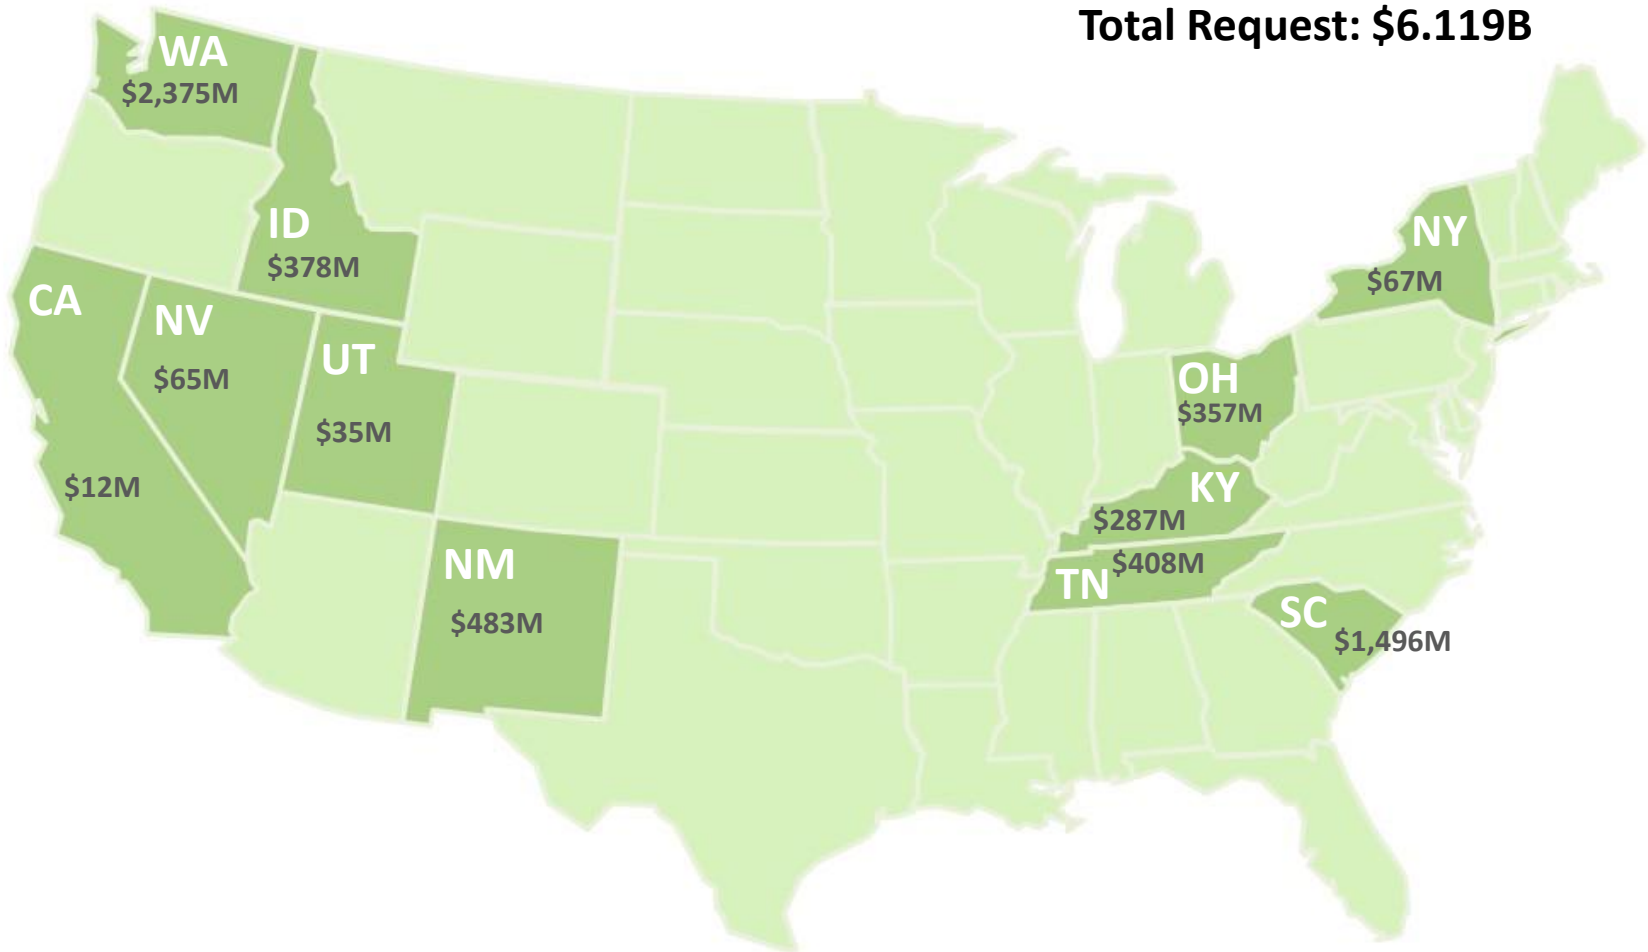 Total Request: $6.119B
WA
$2,375M
ID
$378M
CA
$12M
NV
$65M
UT
$35M
NM
$483M
NY
$67M
OH
$357M
KY
$287M
TN
$408M
SC
$1,496M